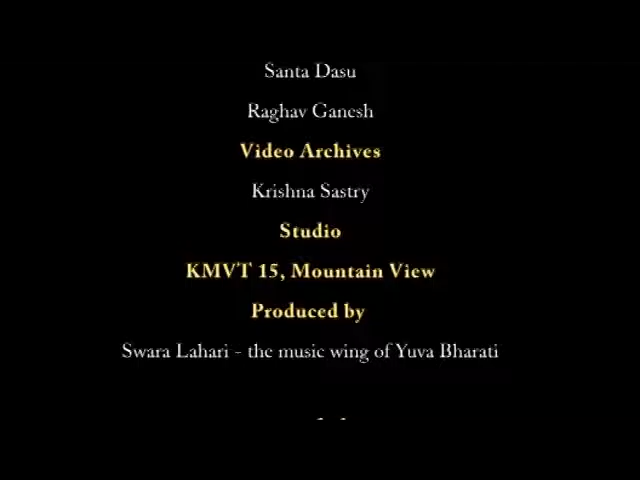 Santa Dasu
Raghav Ganesh
Video Archives
Krishna Sastry
Studio
KMVT 15, Mountain View
Produced by
Swara Lahari - the music wing of Yuva Bharati